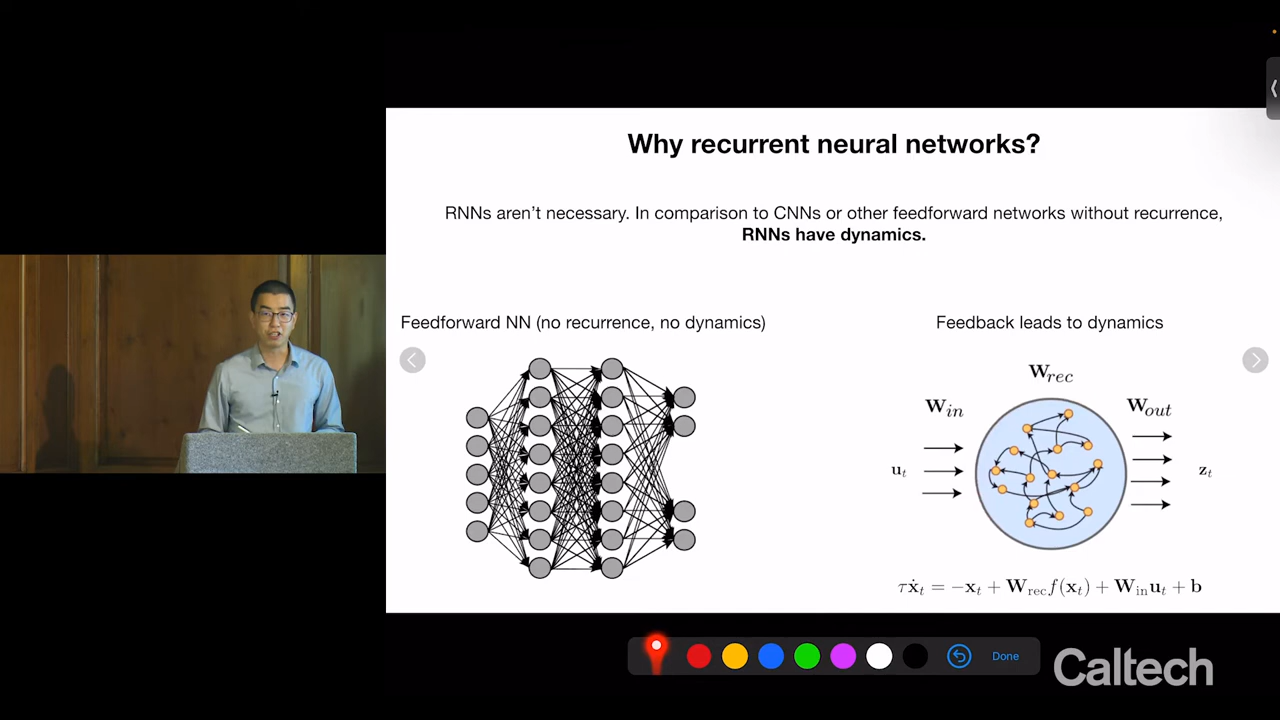 Why recurrent neural networks?
RNNs aren't necessary. In comparison to CNNs or other feedforward networks without recurrence,
RNNs have dynamics.
Feedforward NN (no recurrence, no dynamics)
Feedback leads to dynamics
W_rec
W_in
W_out
u_t
z_t
τẋ_t = −x_t + W_rec f(x_t) + W_in u_t + b
Done
Caltech